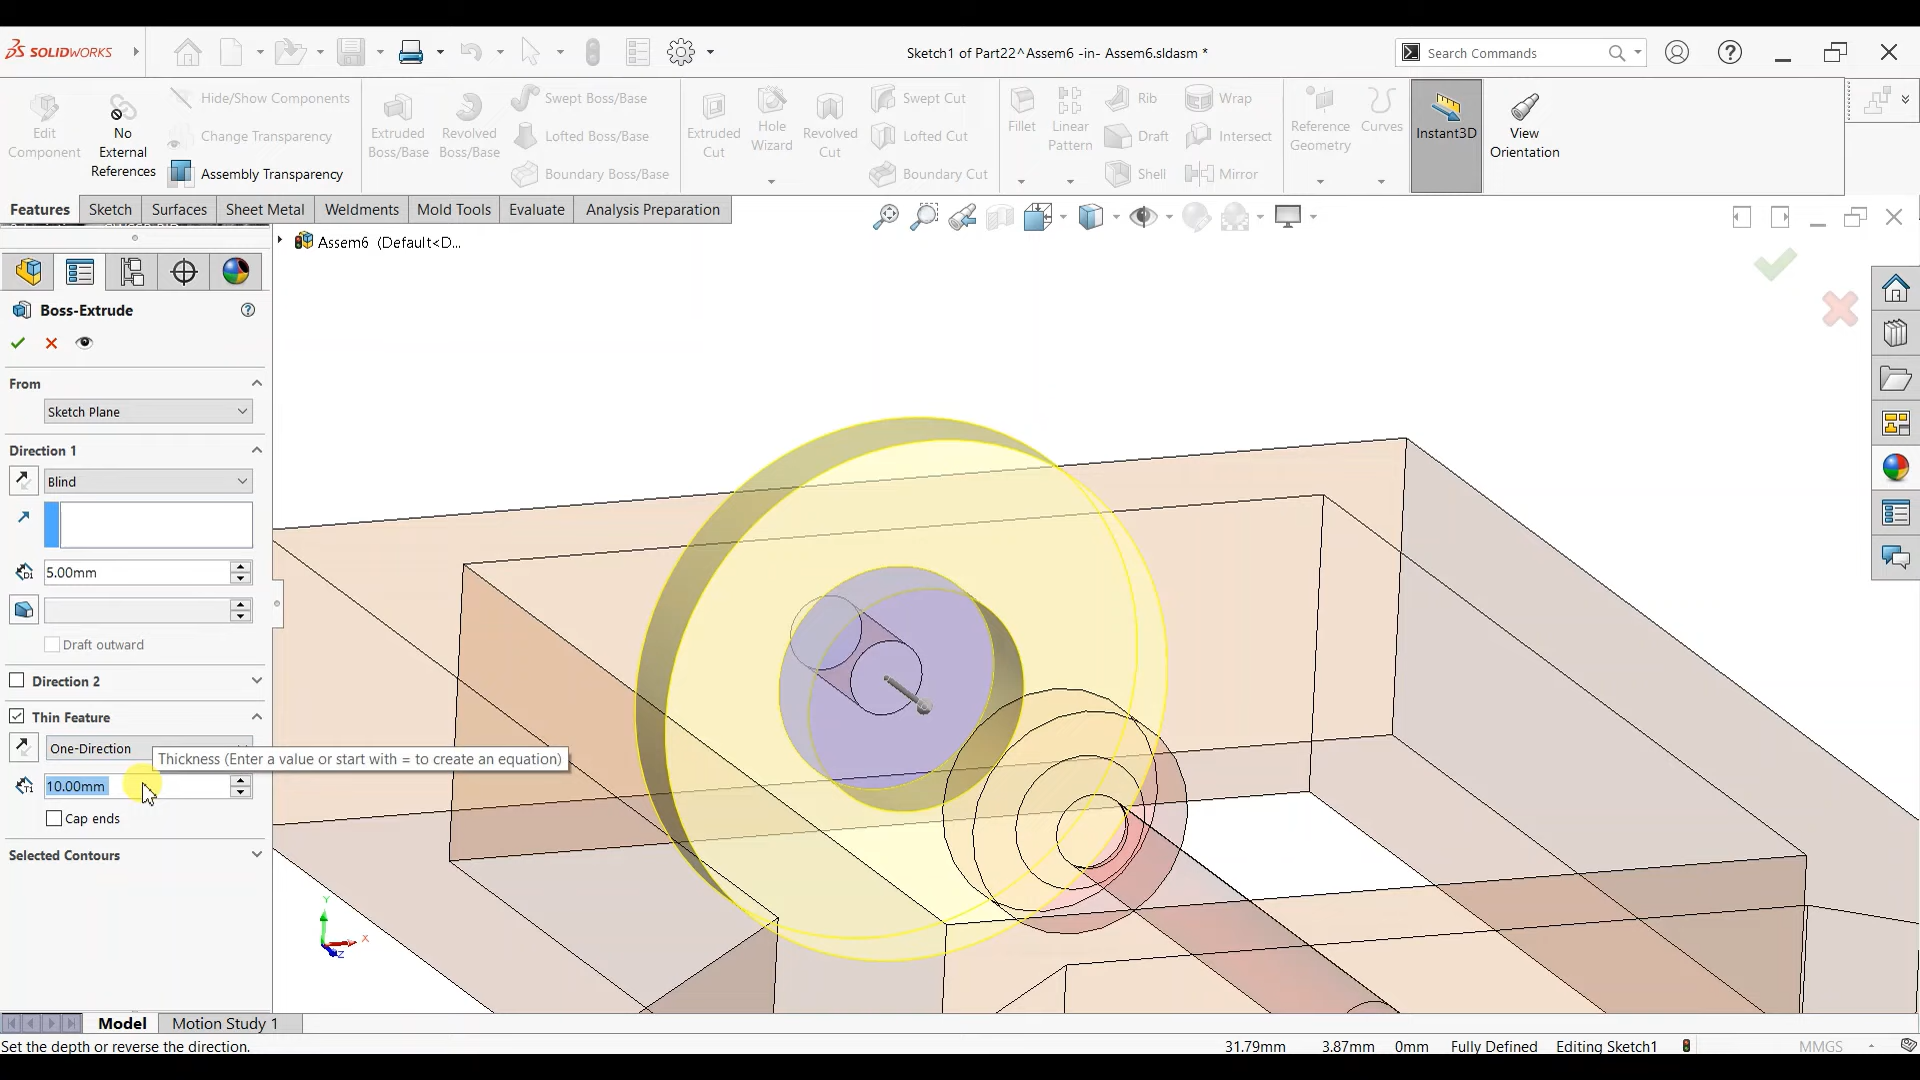 SOLIDWORKS
Sketch1 of Part22^Assem6 -in- Assem6.sldasm *
Search Commands
Edit Component
No External References
Hide/Show Components
Change Transparency
Assembly Transparency
Extruded Boss/Base
Revolved Boss/Base
Swept Boss/Base
Lofted Boss/Base
Boundary Boss/Base
Extruded Cut
Hole Wizard
Revolved Cut
Swept Cut
Lofted Cut
Boundary Cut
Fillet
Linear Pattern
Rib
Draft
Shell
Wrap
Intersect
Mirror
Reference Geometry
Curves
Instant3D
View Orientation
Features
Sketch
Surfaces
Sheet Metal
Weldments
Mold Tools
Evaluate
Analysis Preparation
Assem6 (Default<D...
Boss-Extrude
From
Sketch Plane
Direction 1
Blind
5.00mm
Draft outward
Direction 2
Thin Feature
One-Direction
Thickness (Enter a value or start with = to create an equation)
10.00mm
Cap ends
Selected Contours
Y
X
Z
Model
Motion Study 1
Set the depth or reverse the direction.
31.79mm
3.87mm
0mm
Fully Defined
Editing Sketch1
MMGS